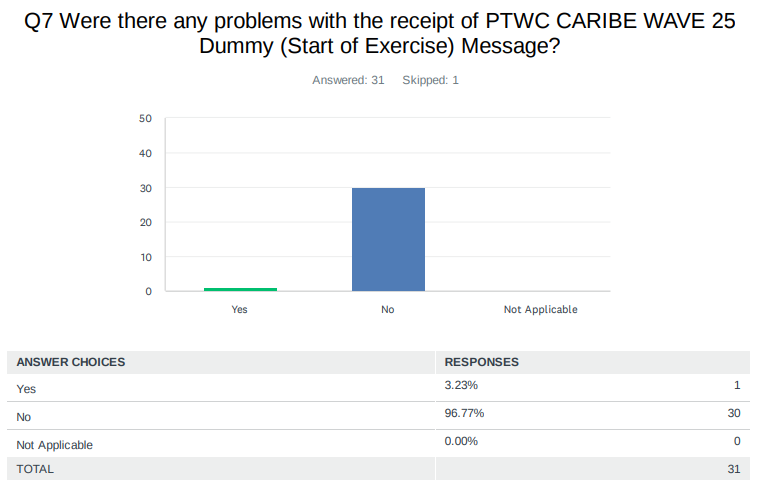 Q7 Were there any problems with the receipt of PTWC CARIBE WAVE 25
Dummy (Start of Exercise) Message?
Answered: 31 Skipped: 1
50
40
30
20
10
0
Yes No Not Applicable
ANSWER CHOICES RESPONSES
Yes 3.23% 1
No 96.77% 30
Not Applicable 0.00% 0
TOTAL 31